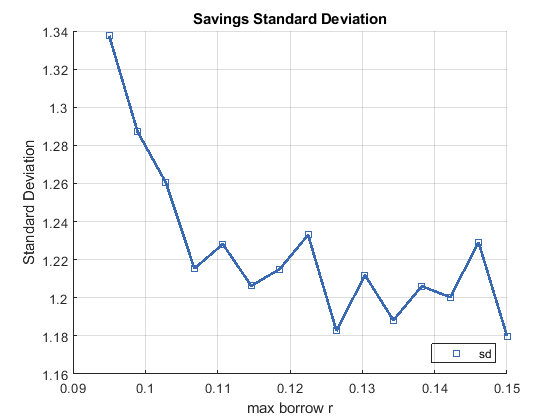 Savings Standard Deviation
1.34
1.32
1.3
1.28
1.26
1.24
1.22
1.2
1.18
1.16
Standard Deviation
sd
0.09 0.1 0.11 0.12 0.13 0.14 0.15
max borrow r